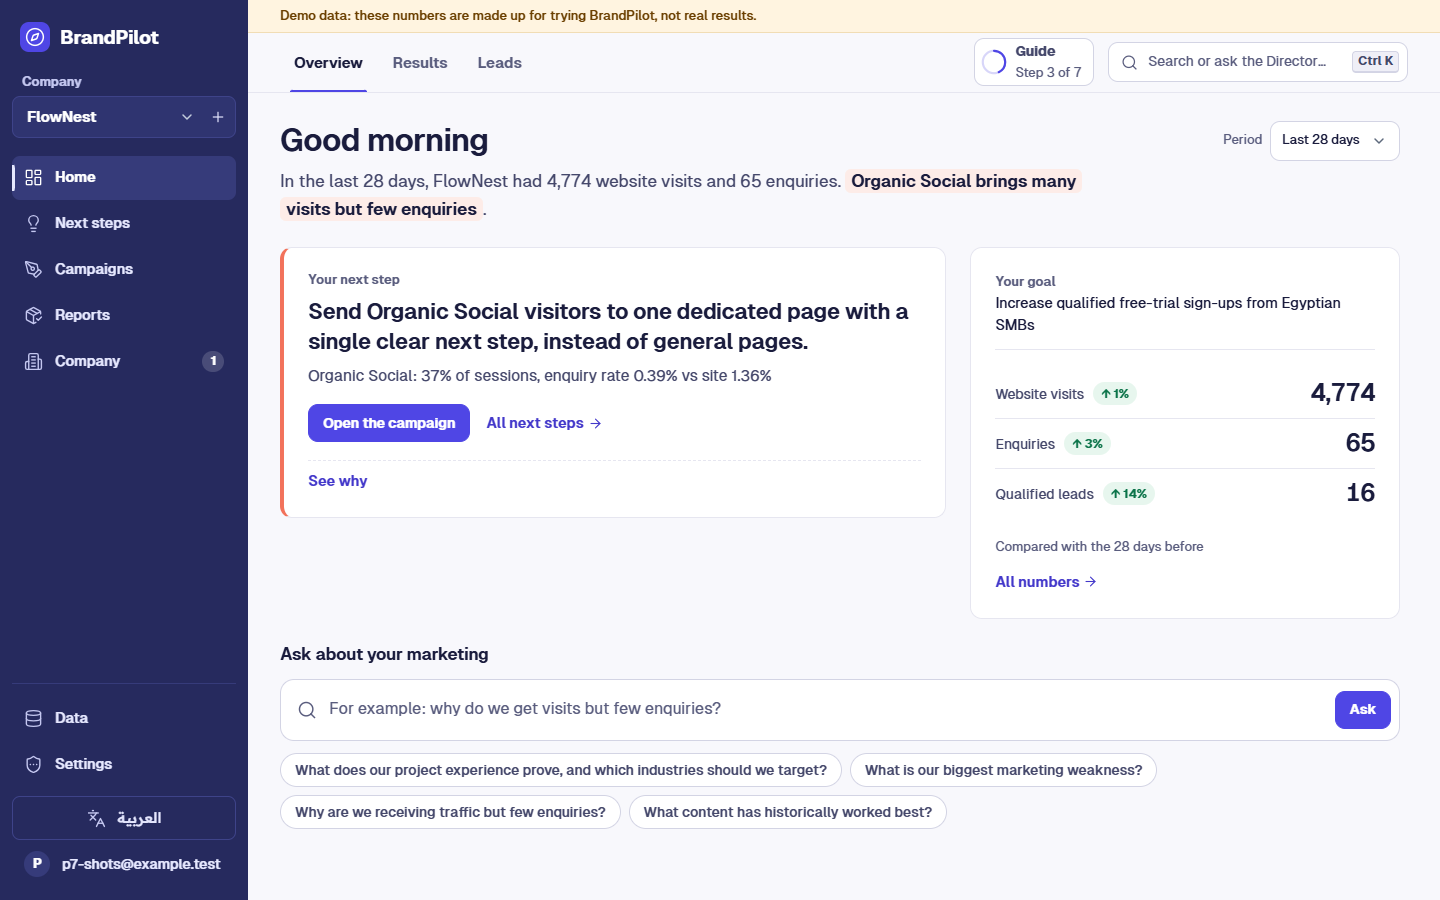 Demo data: these numbers are made up for trying BrandPilot, not real results.
BrandPilot
Company
FlowNest
Home
Next steps
Campaigns
Reports
Company 1
Data
Settings
العربية
P p7-shots@example.test
Overview Results Leads
Guide
Step 3 of 7
Search or ask the Director... Ctrl K
Good morning
Period Last 28 days
In the last 28 days, FlowNest had 4,774 website visits and 65 enquiries. Organic Social brings many
visits but few enquiries.
Your next step
Send Organic Social visitors to one dedicated page with a
single clear next step, instead of general pages.
Organic Social: 37% of sessions, enquiry rate 0.39% vs site 1.36%
Open the campaign All next steps →
See why
Your goal
Increase qualified free-trial sign-ups from Egyptian
SMBs
Website visits ↑ 1% 4,774
Enquiries ↑ 3% 65
Qualified leads ↑ 14% 16
Compared with the 28 days before
All numbers →
Ask about your marketing
For example: why do we get visits but few enquiries? Ask
What does our project experience prove, and which industries should we target? What is our biggest marketing weakness?
Why are we receiving traffic but few enquiries? What content has historically worked best?